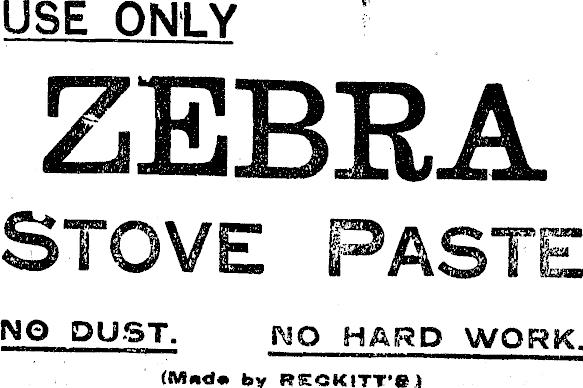 USE ONLY
ZEBRA
STOVE PASTE
NO DUST. NO HARD WORK.
(Made by RECKITT'S)